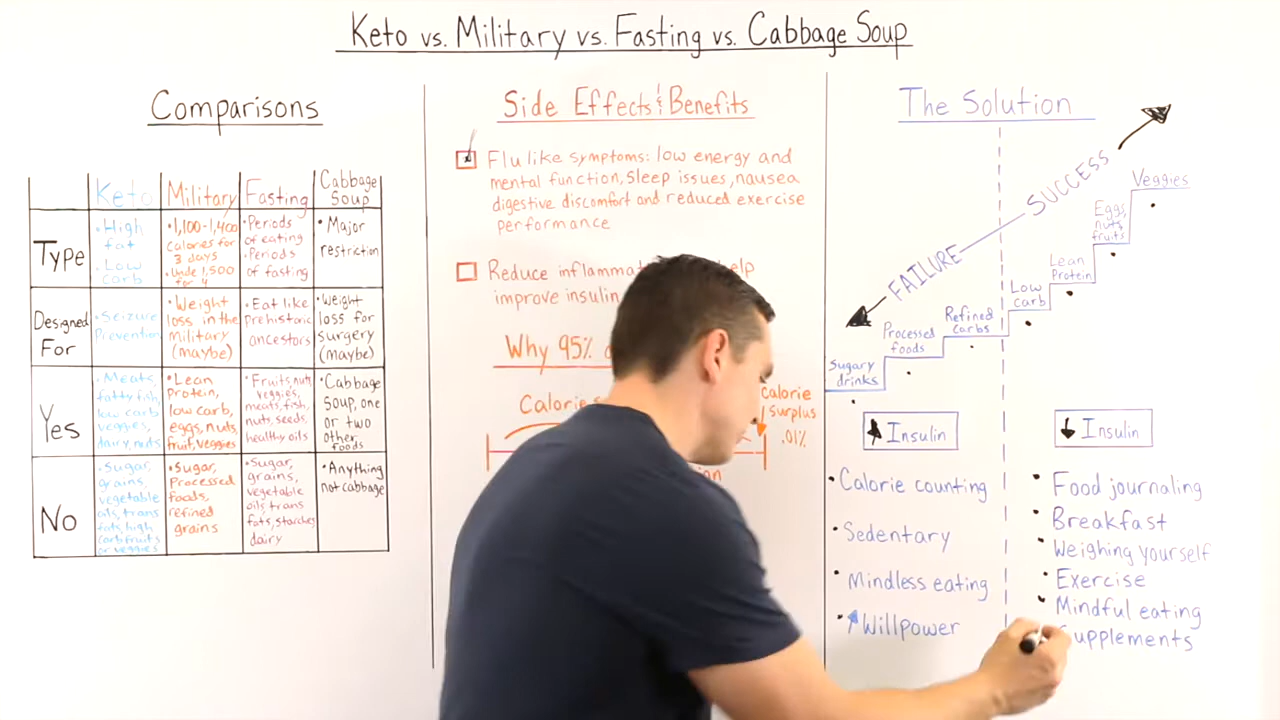 Keto vs. Military vs. Fasting vs. Cabbage Soup
Comparisons
Keto
Military
Fasting
Cabbage
Soup
Type
•High
fat
•Low
Carb
•1,100-1,400
Calories for
3 days
•Unde 1,500
for 4
•Periods
of eating
•Periods
of fasting
•Major
restriction
Designed
For
•Seizure
Prevention
•Weight
loss in the
military
(maybe)
•Eat like
prehistoric
ancestors
•Weight
loss for
surgery
(maybe)
Yes
•Meats,
fatty fish,
low carb
veggies,
dairy, nuts
•Lean
Protein,
low carb,
eggs, nuts,
fruit, veggies
•Fruits, nuts
veggies,
meats, fish,
nuts, seeds,
healthy oils
•Cabbage
Soup, one
or two
other
foods
No
•Sugar,
grains,
vegetable
oils, trans
fats, high
carb fruits
or veggies
•Sugar,
Processed
foods,
refined
grains
•Sugar,
grains,
vegetable
oils, trans
fats, starches
dairy
•Anything
not cabbage
Side Effects & Benefits
Flu like symptoms: low energy and
mental function, Sleep issues, nausea
digestive discomfort and reduced exercise
performance
Reduce help
improve insulin
Why 95%
Calorie
Calorie
Surplus
.01%
The Solution
FAILURE
SUCCESS
Sugary
drinks
Processed
foods
Refined
Carbs
Low
carb
Lean
Protein
Eggs,
nuts,
fruits
Veggies
↑ Insulin
• Calorie counting
• Sedentary
• Mindless eating
• ↑ Willpower
↓ Insulin
• Food journaling
• Breakfast
• Weighing yourself
• Exercise
• Mindful eating